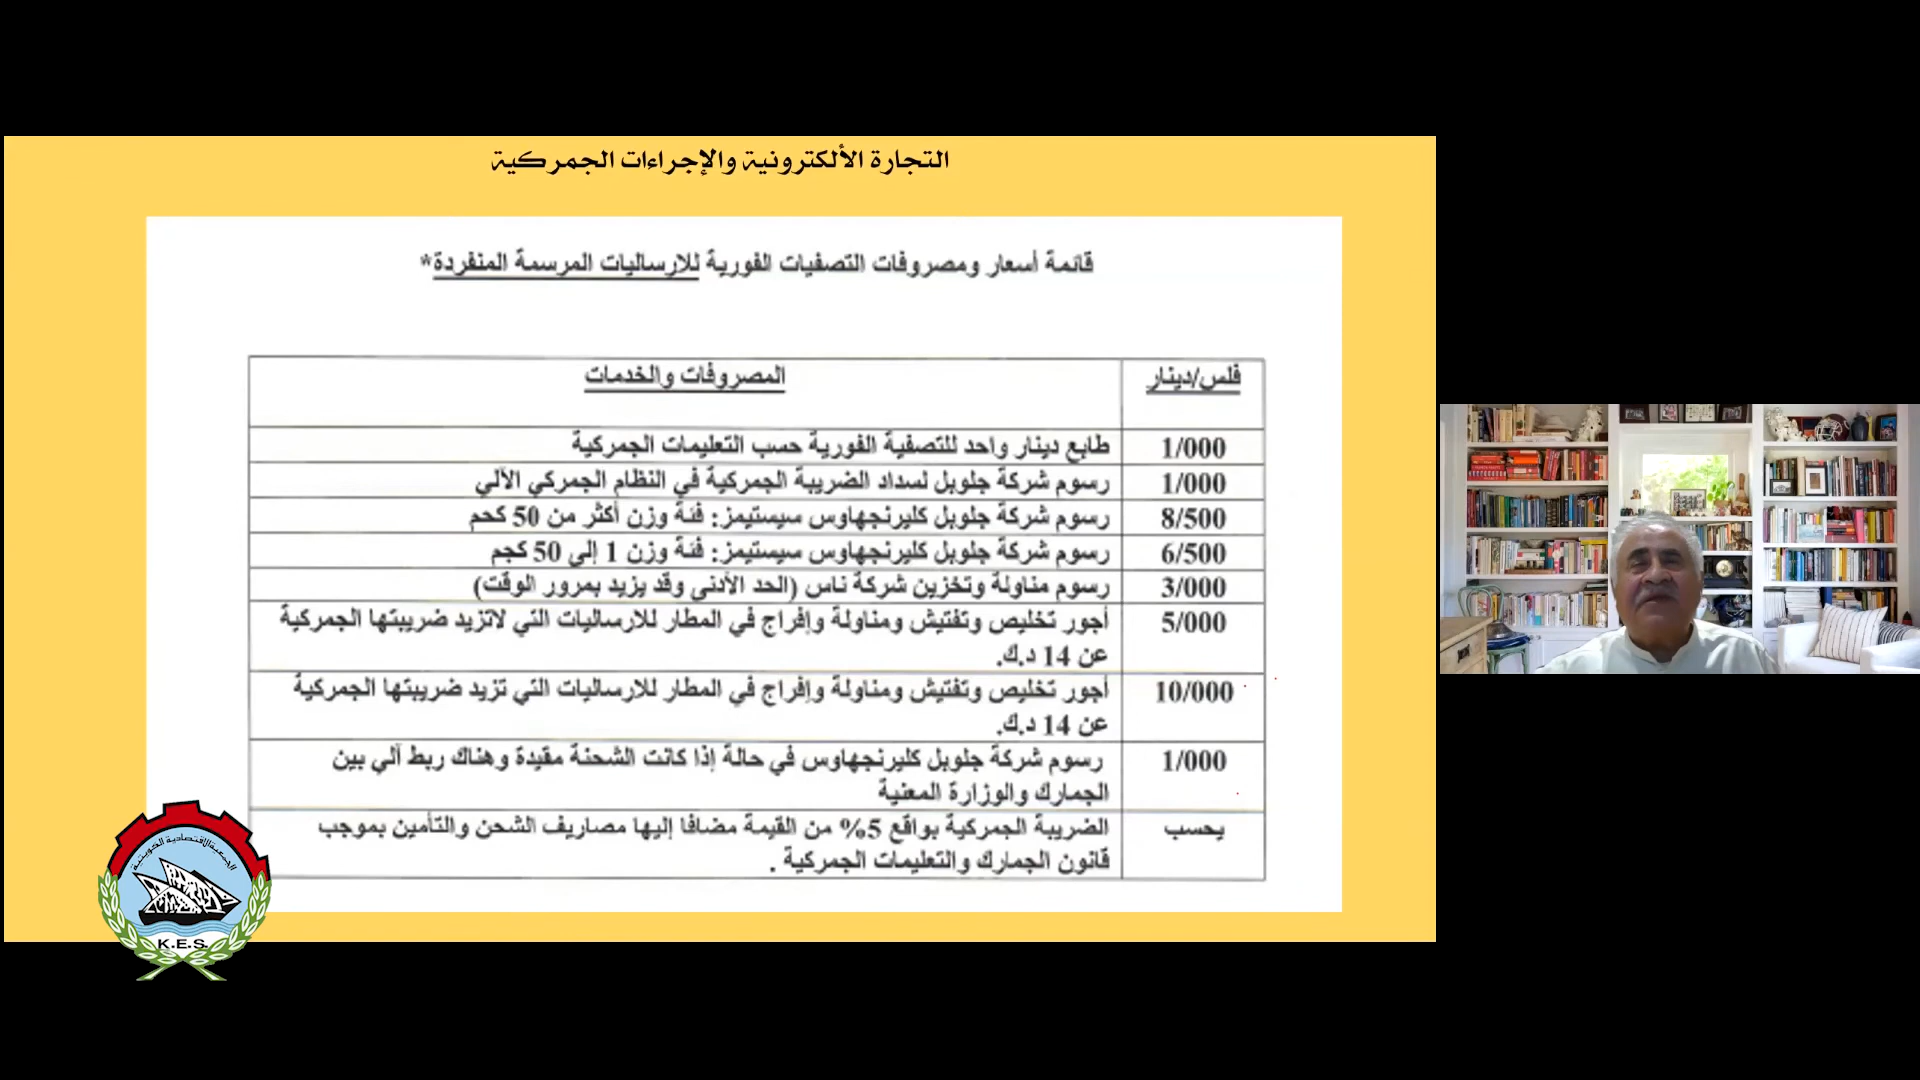 التجارة الألكترونية والإجراءات الجمركية
قائمة أسعار ومصروفات التصفيات الفورية للارساليات المرسمة المنفردة*
فلس/دينار المصروفات والخدمات
1/000 طابع دينار واحد للتصفية الفورية حسب التعليمات الجمركية
1/000 رسوم شركة جلوبل لسداد الضريبة الجمركية في النظام الجمركي الآلي
8/500 رسوم شركة جلوبل كليرنجهاوس سيستيمز: فئة وزن أكثر من 50 كحم
6/500 رسوم شركة جلوبل كليرنجهاوس سيستيمز: فئة وزن 1 إلى 50 كجم
3/000 رسوم مناولة وتخزين شركة ناس (الحد الأدنى وقد يزيد بمرور الوقت)
5/000 أجور تخليص وتفتيش ومناولة وإفراج في المطار للارساليات التي لاتزيد ضريبتها الجمركية
عن 14 د.ك.
10/000 أجور تخليص وتفتيش ومناولة وإفراج في المطار للارساليات التي تزيد ضريبتها الجمركية
عن 14 د.ك.
1/000 رسوم شركة جلوبل كليرنجهاوس في حالة إذا كانت الشحنة مقيدة وهناك ربط آلي بين
الجمارك والوزارة المعنية
يحسب الضريبة الجمركية بواقع 5% من القيمة مضافا إليها مصاريف الشحن والتأمين بموجب
قانون الجمارك والتعليمات الجمركية .
الجمعية الاقتصادية الكويتية
K.E.S.